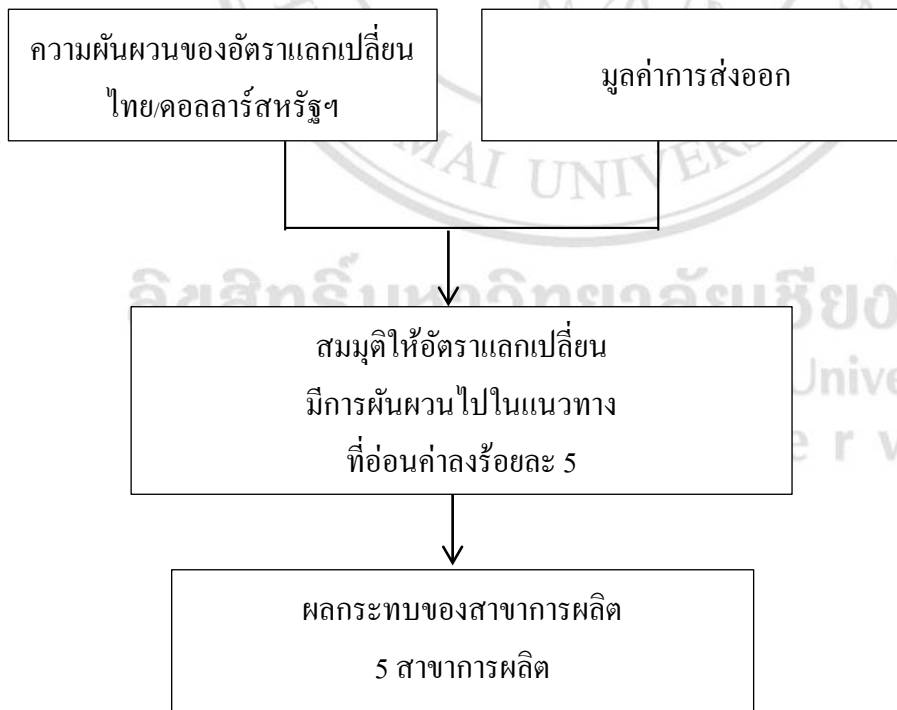 ความผันผวนของอัตราแลกเปลี่ยน
ไทย/ดอลลาร์สหรัฐฯ
มูลค่าการส่งออก
MAI UNIVERS
สมมุติให้อัตราแลกเปลี่ยน
มีการผันผวนไปในแนวทาง
ที่อ่อนค่าลงร้อยละ 5
ผลกระทบของสาขาการผลิต
5 สาขาการผลิต